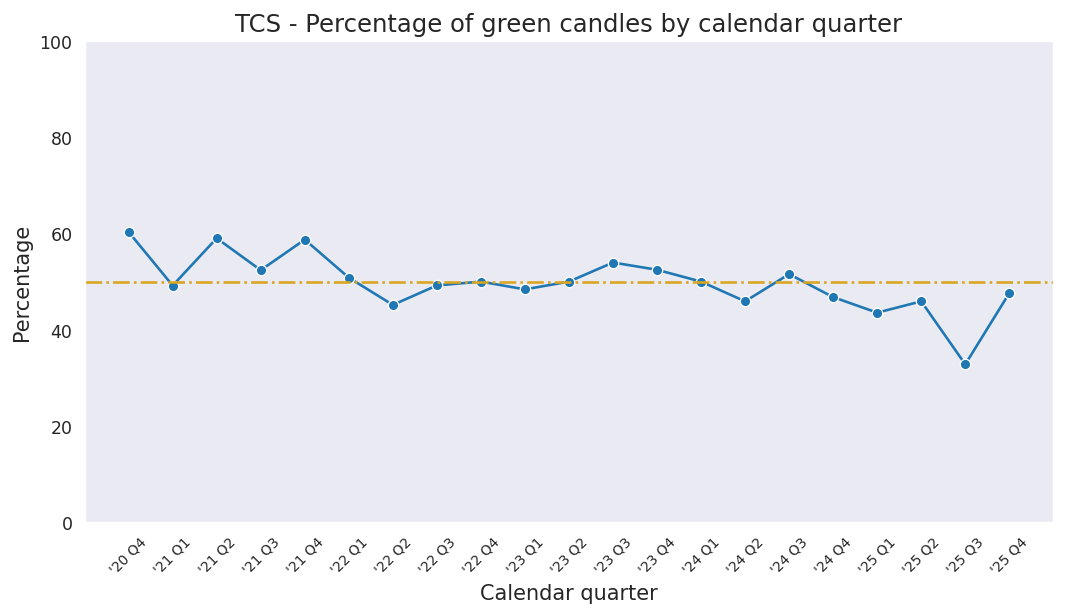 TCS - Percentage of green candles by calendar quarter
100
80
60
40
20
0
Percentage
'20 Q4
'21 Q1
'21 Q2
'21 Q3
'21 Q4
'22 Q1
'22 Q2
'22 Q3
'22 Q4
'23 Q1
'23 Q2
'23 Q3
'23 Q4
'24 Q1
'24 Q2
'24 Q3
'24 Q4
'25 Q1
'25 Q2
'25 Q3
'25 Q4
Calendar quarter